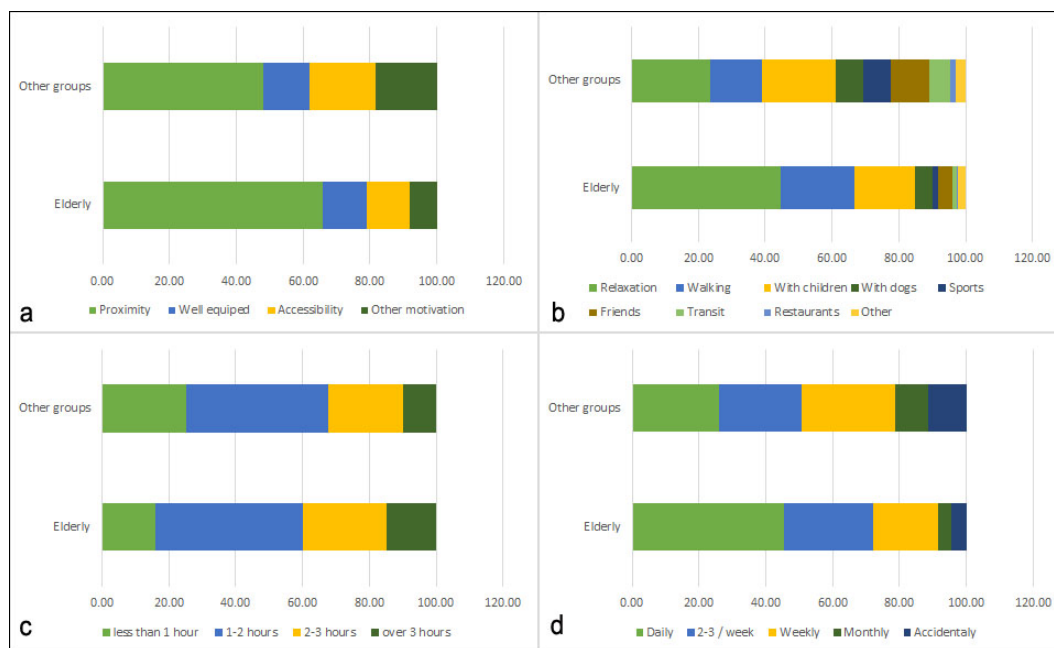 Other groups
Elderly
0.00 20.00 40.00 60.00 80.00 100.00 120.00
Proximity Well equiped Accessibility Other motivation
a
Other groups
Elderly
0.00 20.00 40.00 60.00 80.00 100.00 120.00
Relaxation Walking With children With dogs Sports
Friends Transit Restaurants Other
b
Other groups
Elderly
0.00 20.00 40.00 60.00 80.00 100.00 120.00
less than 1 hour 1-2 hours 2-3 hours over 3 hours
c
Other groups
Elderly
0.00 20.00 40.00 60.00 80.00 100.00 120.00
Daily 2-3 / week Weekly Monthly Accidentaly
d